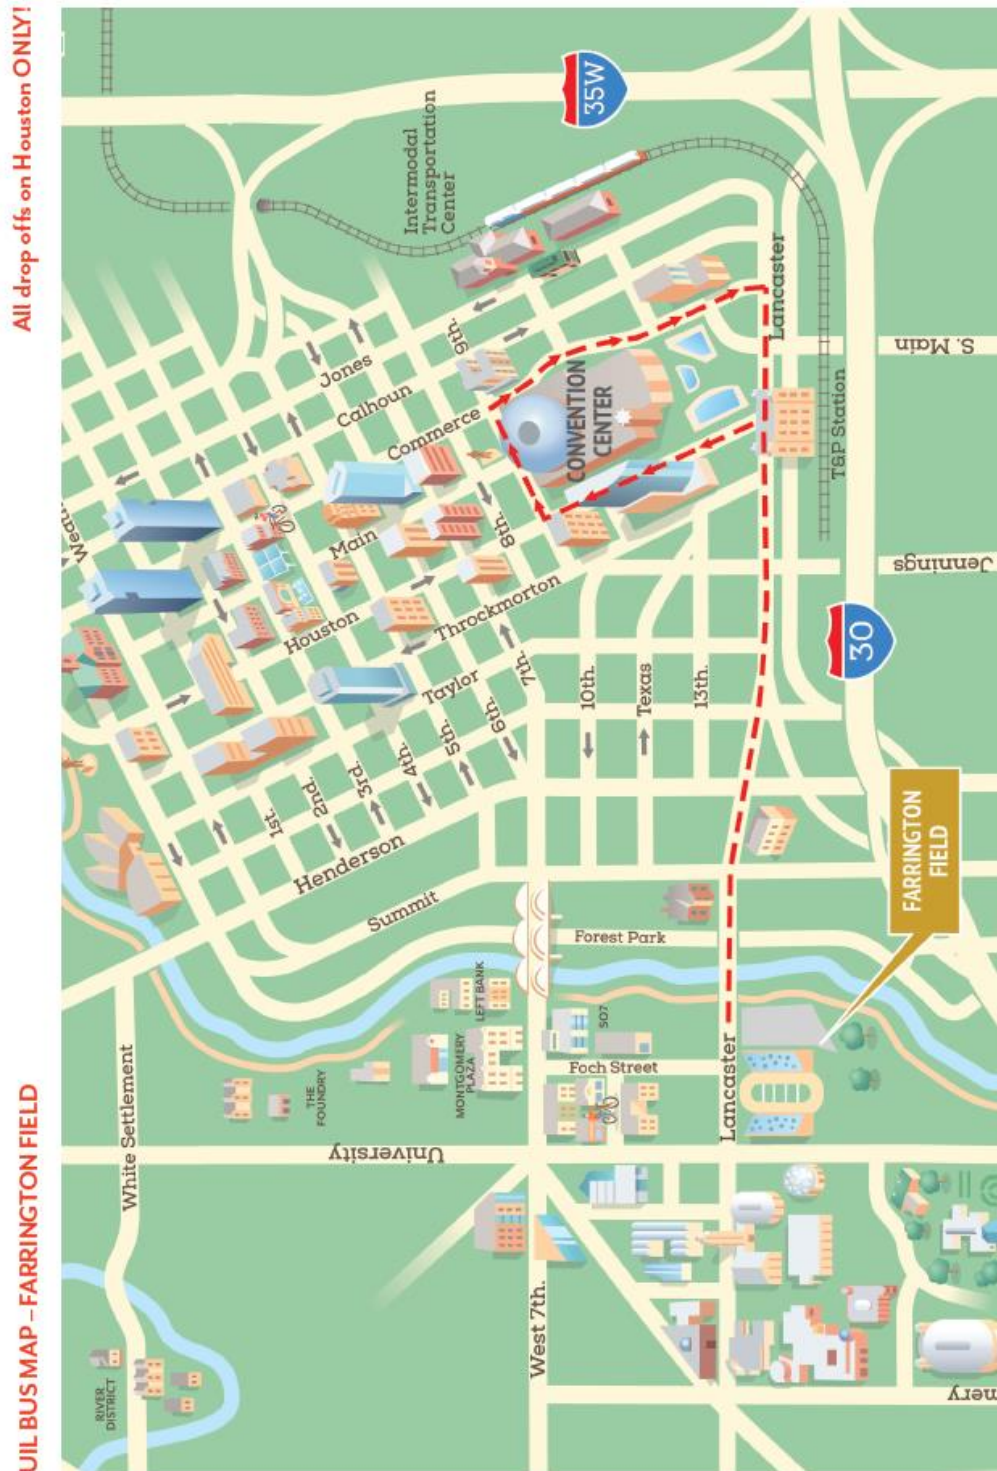 UIL BUS MAP – FARRINGTON FIELD
All drop offs on Houston ONLY!
RIVER
DISTRICT
White Settlement
THE
FOUNDRY
University
MONTGOMERY
PLAZA
LEFT BANK
West 7th.
Foch Street
SO7
Forest Park
Lancaster
FARRINGTON
FIELD
Summit
Henderson
1st.
2nd.
3rd.
4th.
5th.
6th.
7th.
8th.
9th.
10th.
Texas
13th.
Taylor
Throckmorton
Houston
Main
Commerce
Calhoun
Jones
CONVENTION
CENTER
Intermodal
Transportation
Center
35W
30
Lancaster
T&P Station
S. Main
Jennings
Weat
mery